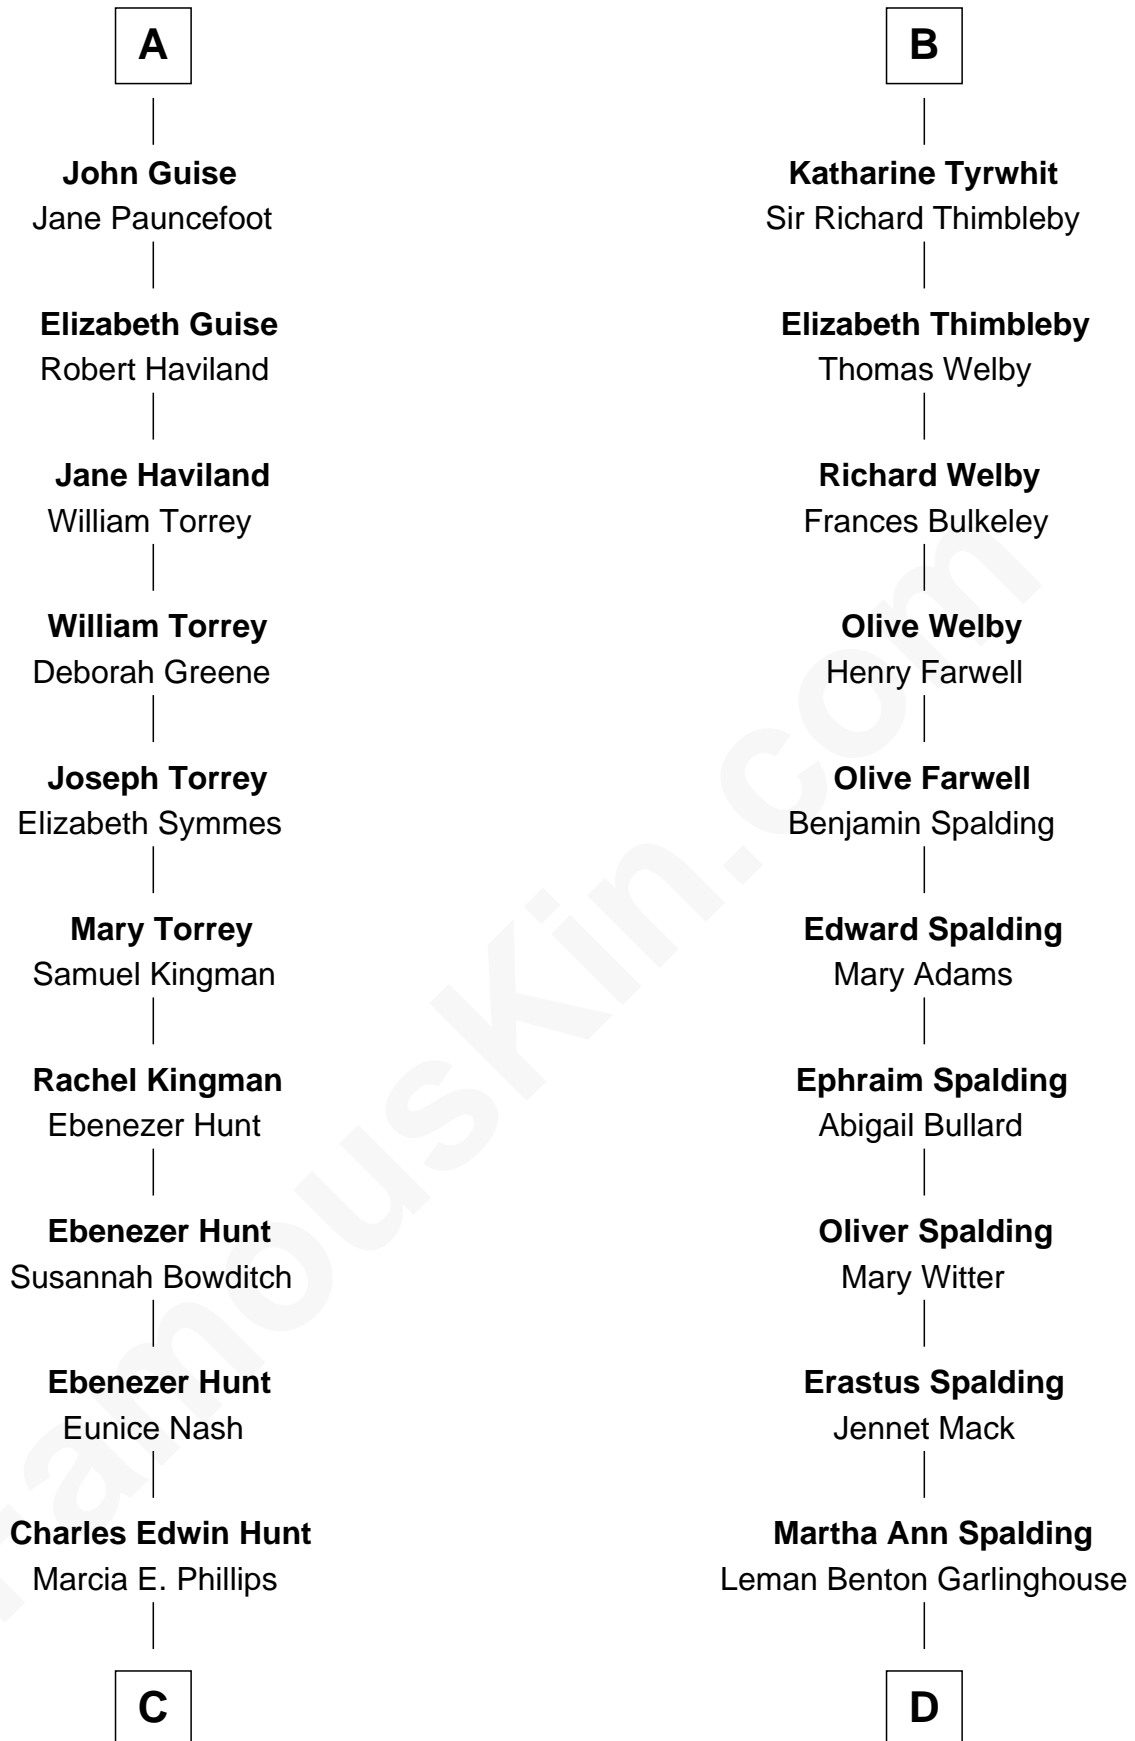 A
John Guise
Jane Pauncefoot
Elizabeth Guise
Robert Haviland
Jane Haviland
William Torrey
William Torrey
Deborah Greene
Joseph Torrey
Elizabeth Symmes
Mary Torrey
Samuel Kingman
Rachel Kingman
Ebenezer Hunt
Ebenezer Hunt
Susannah Bowditch
Ebenezer Hunt
Eunice Nash
Charles Edwin Hunt
Marcia E. Phillips
C
B
Katharine Tyrwhit
Sir Richard Thimbleby
Elizabeth Thimbleby
Thomas Welby
Richard Welby
Frances Bulkeley
Olive Welby
Henry Farwell
Olive Farwell
Benjamin Spalding
Edward Spalding
Mary Adams
Ephraim Spalding
Abigail Bullard
Oliver Spalding
Mary Witter
Erastus Spalding
Jennet Mack
Martha Ann Spalding
Leman Benton Garlinghouse
D
FamousKin.com